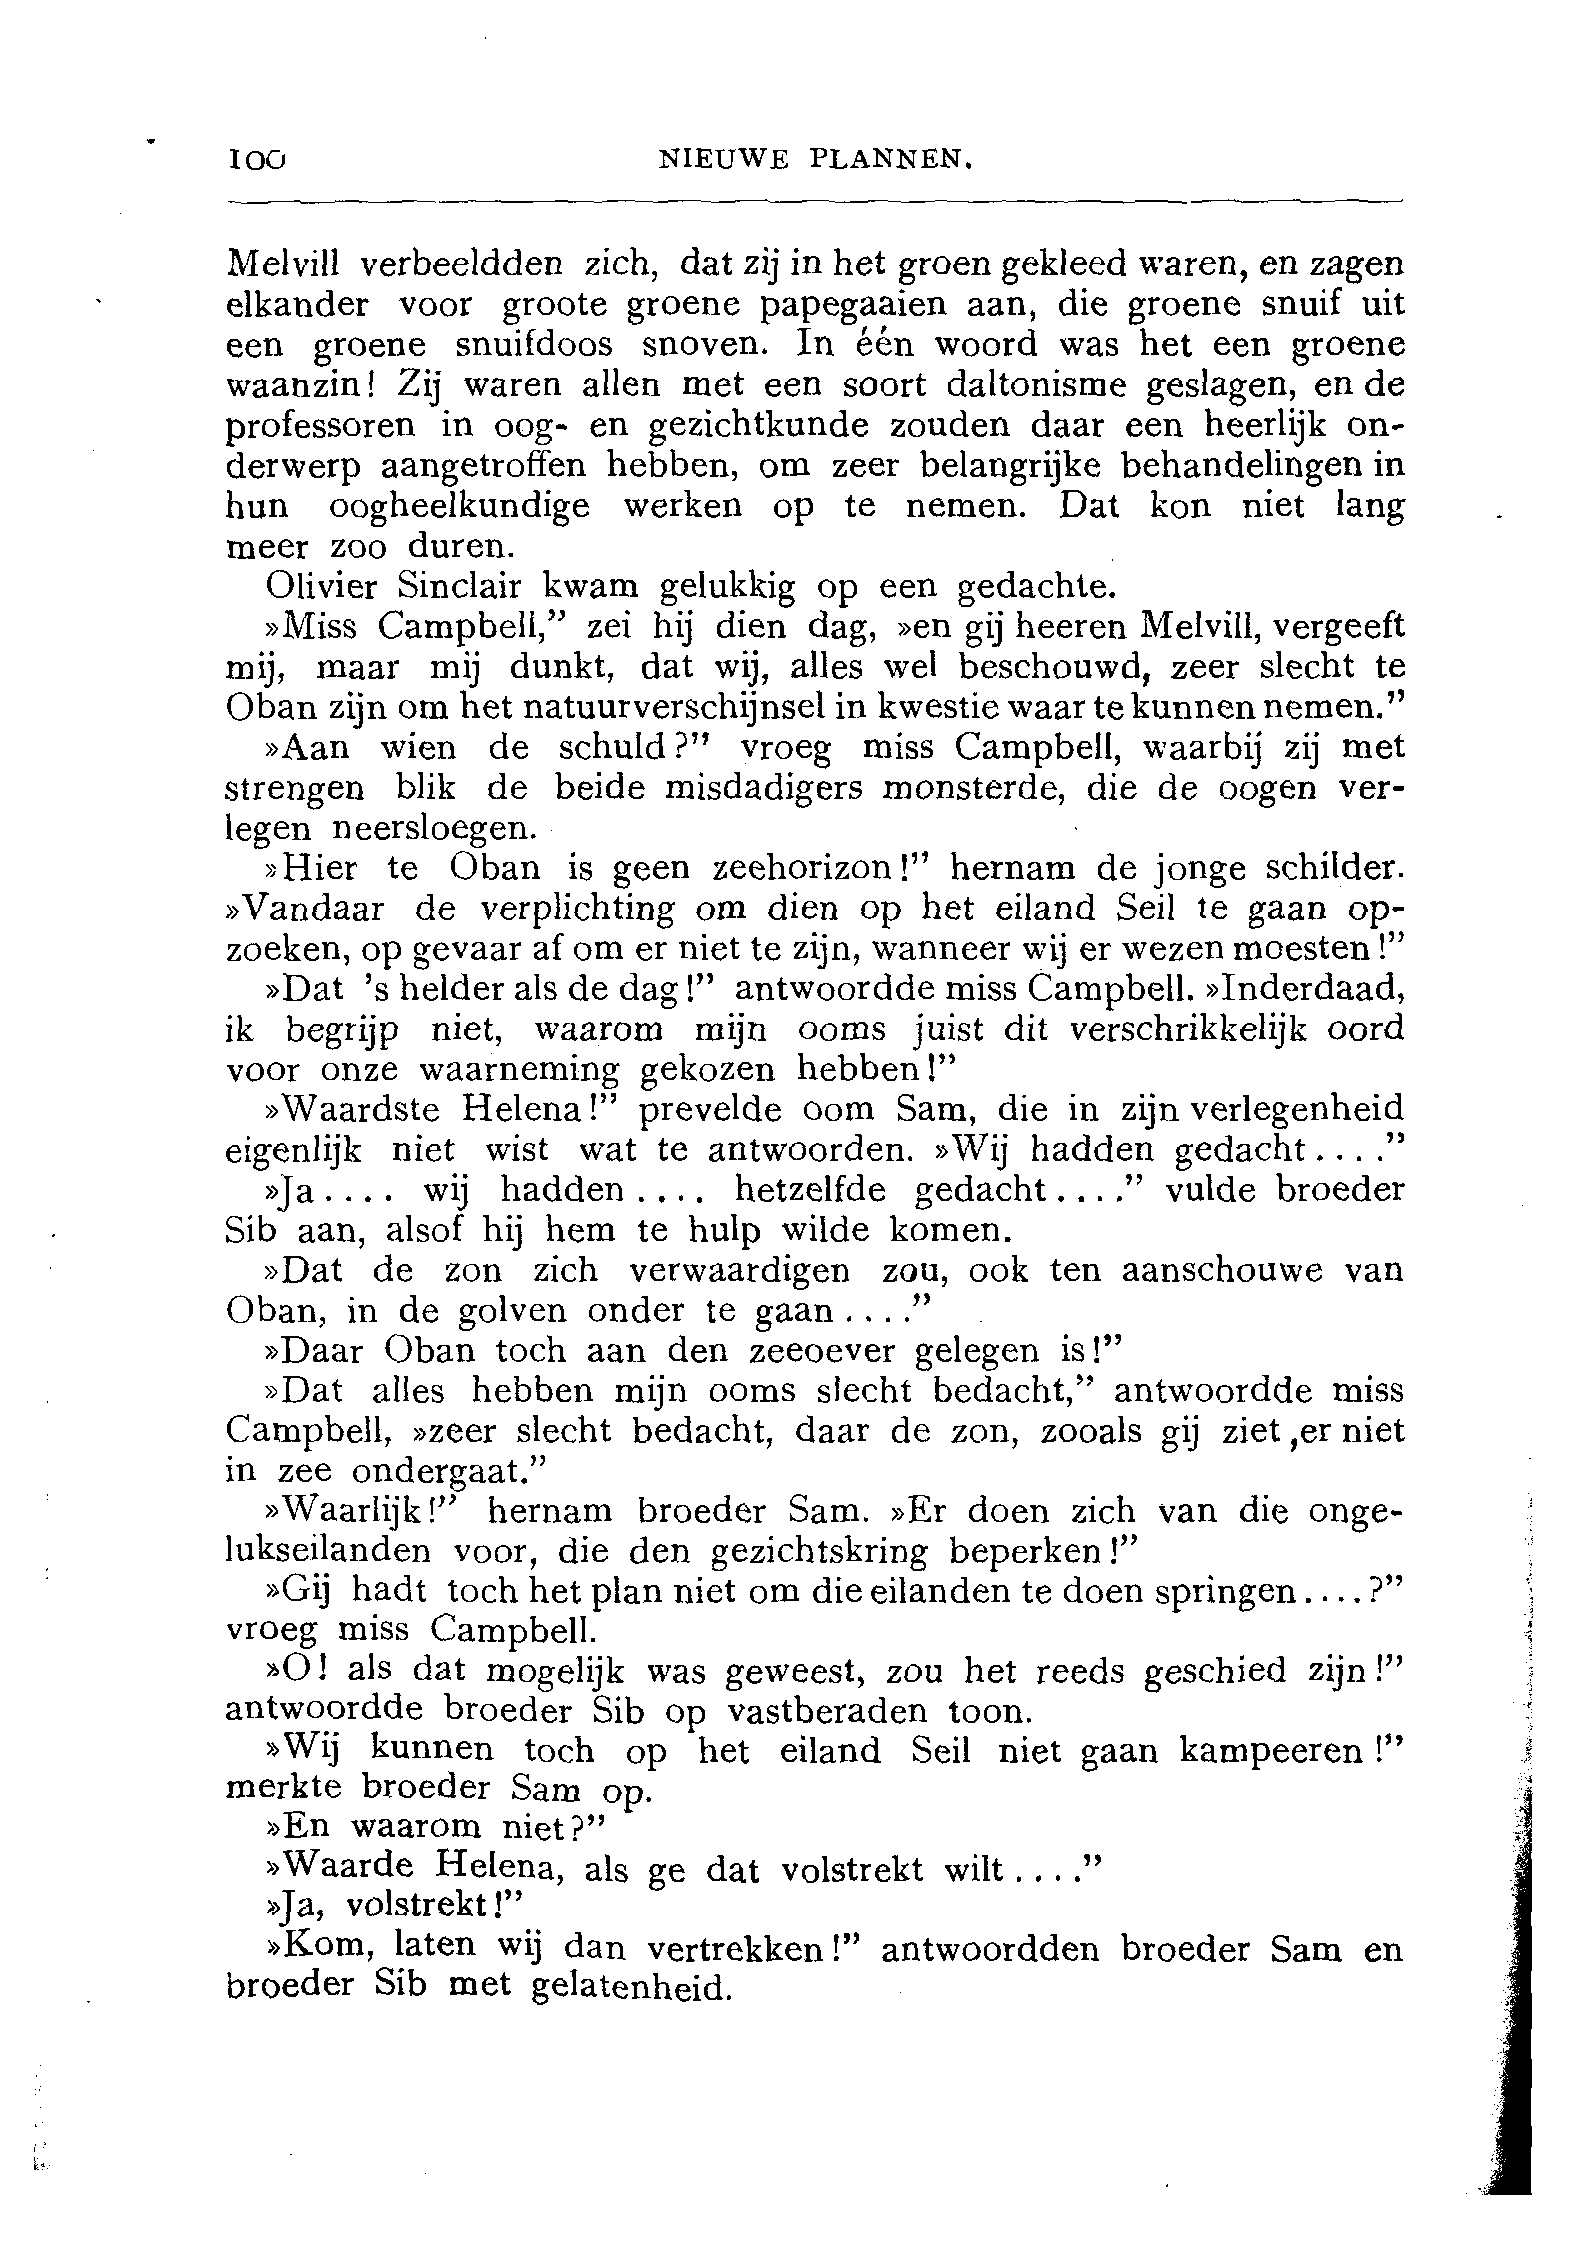 100 NIEUWE PLANNEN.
Melvill verbeeldden zich, dat zij in het groen gekleed waren, en zagen
elkander voor groote groene papegaaien aan, die groene snuif uit
een groene snuifdoos snoven. In één woord was het een groene
waanzin! Zij waren allen met een soort daltonisme geslagen, en de
professoren in oog- en gezichtkunde zouden daar een heerlijk on-
derwerp aangetroffen hebben, om zeer belangrijke behandelingen in
hun oogheelkundige werken op te nemen. Dat kon niet lang
meer zoo duren.
Olivier Sinclair kwam gelukkig op een gedachte.
»Miss Campbell,” zei hij dien dag, »en gij heeren Melvill, vergeeft
mij, maar mij dunkt, dat wij, alles wel beschouwd, zeer slecht te
Oban zijn om het natuurverschijnsel in kwestie waar te kunnen nemen.”
»Aan wien de schuld?” vroeg miss Campbell, waarbij zij met
strengen blik de beide misdadigers monsterde, die de oogen ver-
legen neersloegen.
»Hier te Oban is geen zeehorizon!” hernam de jonge schilder.
»Vandaar de verplichting om dien op het eiland Seil te gaan op-
zoeken, op gevaar af om er niet te zijn, wanneer wij er wezen moesten!”
»Dat 's helder als de dag!” antwoordde miss Campbell. »Inderdaad,
ik begrijp niet, waarom mijn ooms juist dit verschrikkelijk oord
voor onze waarneming gekozen hebben!”
»Waardste Helena!” prevelde oom Sam, die in zijn verlegenheid
eigenlijk niet wist wat te antwoorden. »Wij hadden gedacht....”
»Ja.... wij hadden.... hetzelfde gedacht....” vulde broeder
Sib aan, alsof hij hem te hulp wilde komen.
»Dat de zon zich verwaardigen zou, ook ten aanschouwe van
Oban, in de golven onder te gaan....”
»Daar Oban toch aan den zeeoever gelegen is!”
»Dat alles hebben mijn ooms slecht bedacht,” antwoordde miss
Campbell, »zeer slecht bedacht, daar de zon, zooals gij ziet ,er niet
in zee ondergaat.”
»Waarlijk!” hernam broeder Sam. »Er doen zich van die onge-
lukseilanden voor, die den gezichtskring beperken!”
»Gij hadt toch het plan niet om die eilanden te doen springen....?”
vroeg miss Campbell.
»O! als dat mogelijk was geweest, zou het reeds geschied zijn!”
antwoordde broeder Sib op vastberaden toon.
»Wij kunnen toch op het eiland Seil niet gaan kampeeren!”
merkte broeder Sam op.
»En waarom niet?”
»Waarde Helena, als ge dat volstrekt wilt....”
»Ja, volstrekt!”
»Kom, laten wij dan vertrekken!” antwoordden broeder Sam en
broeder Sib met gelatenheid.